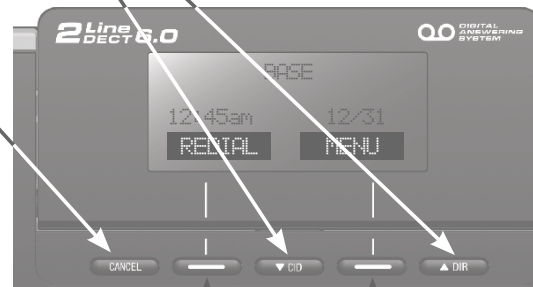 2 Line DECT 6.0
DIGITAL ANSWERING SYSTEM
BASE
12:45am 12/31
REDIAL MENU
CANCEL ▼ CID ▲ DIR